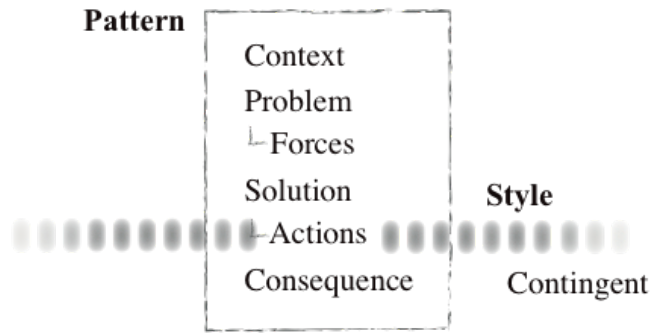 Pattern
Context
Problem
Forces
Solution
Style
Actions
Consequence
Contingent